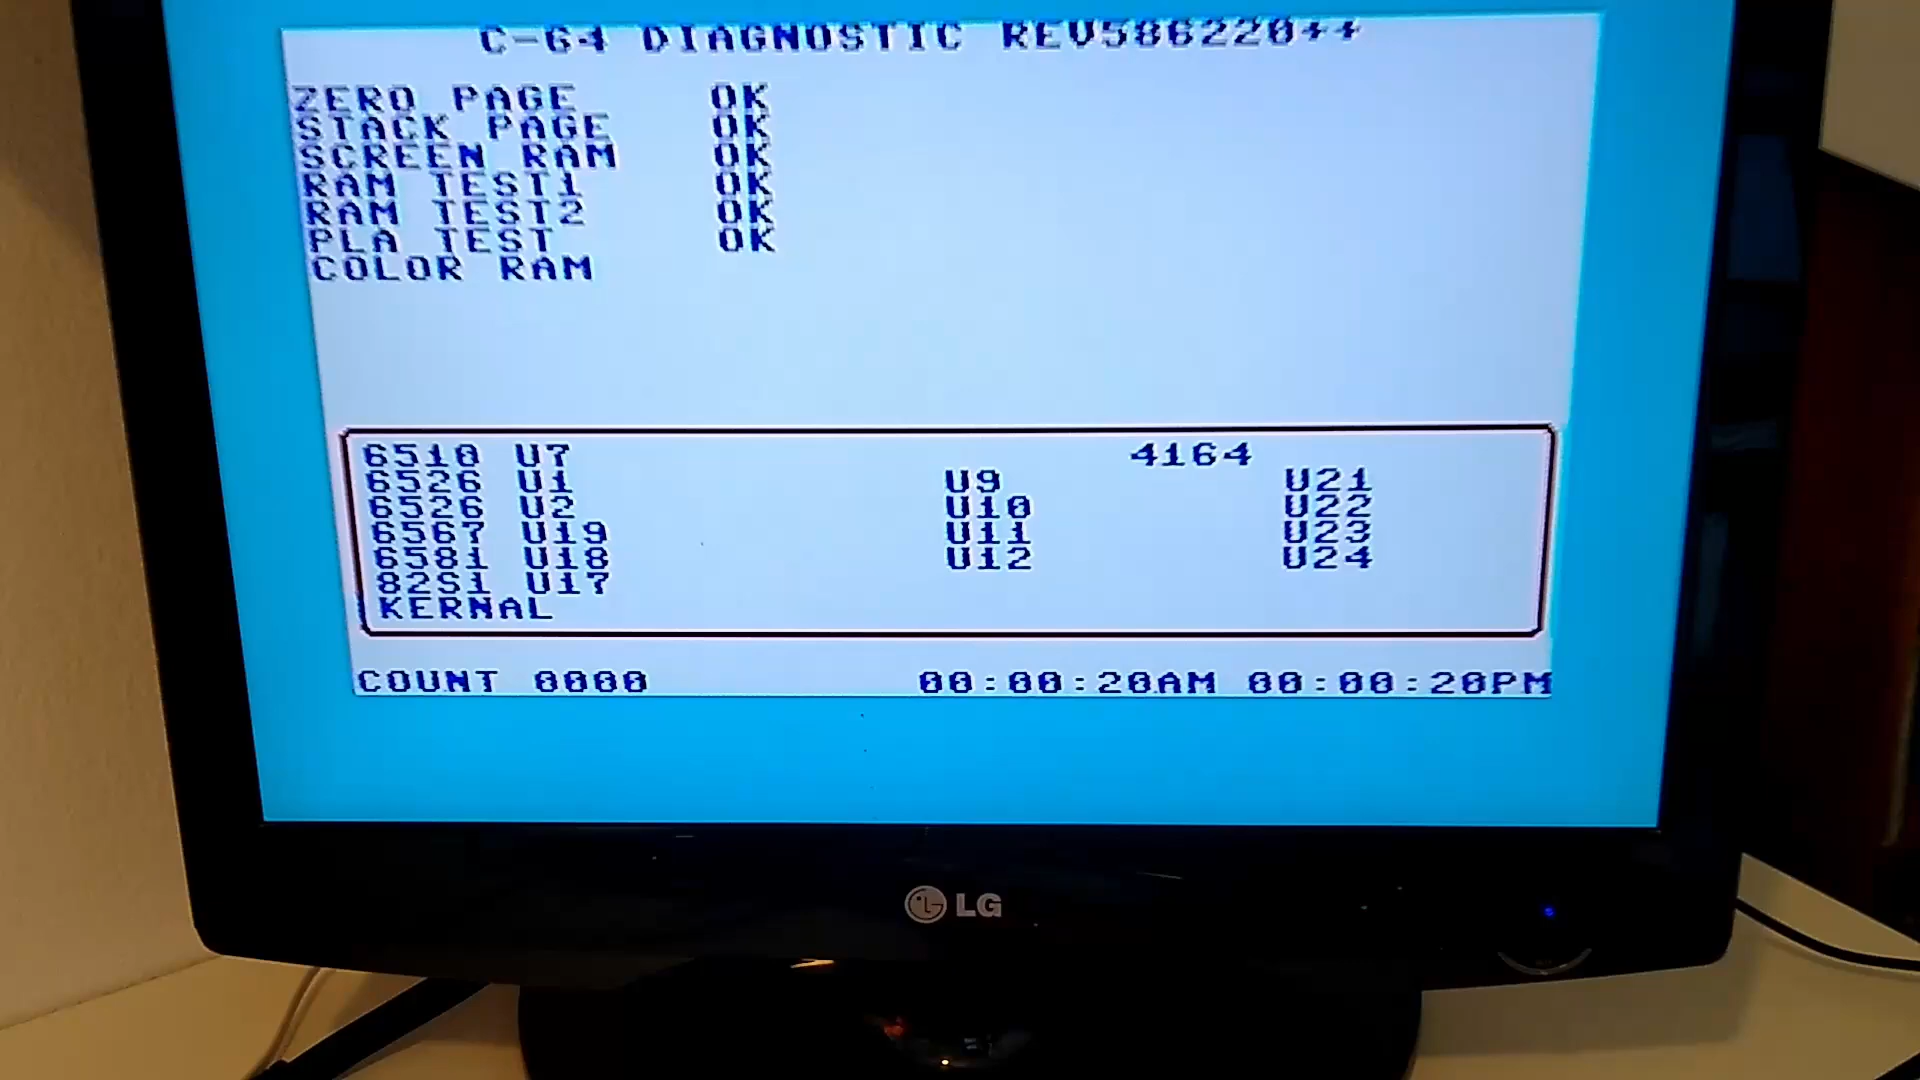 C-64 DIAGNOSTIC REV586220++
ZERO PAGE OK
STACK PAGE OK
SCREEN RAM OK
RAM TEST1 OK
RAM TEST2 OK
PLA TEST OK
COLOR RAM
6510 U7 4164
6526 U1 U9 U21
6526 U2 U10 U22
6567 U19 U11 U23
6581 U18 U12 U24
82S1 U17
KERNAL
COUNT 0000 00:00:20AM 00:00:20PM
LG